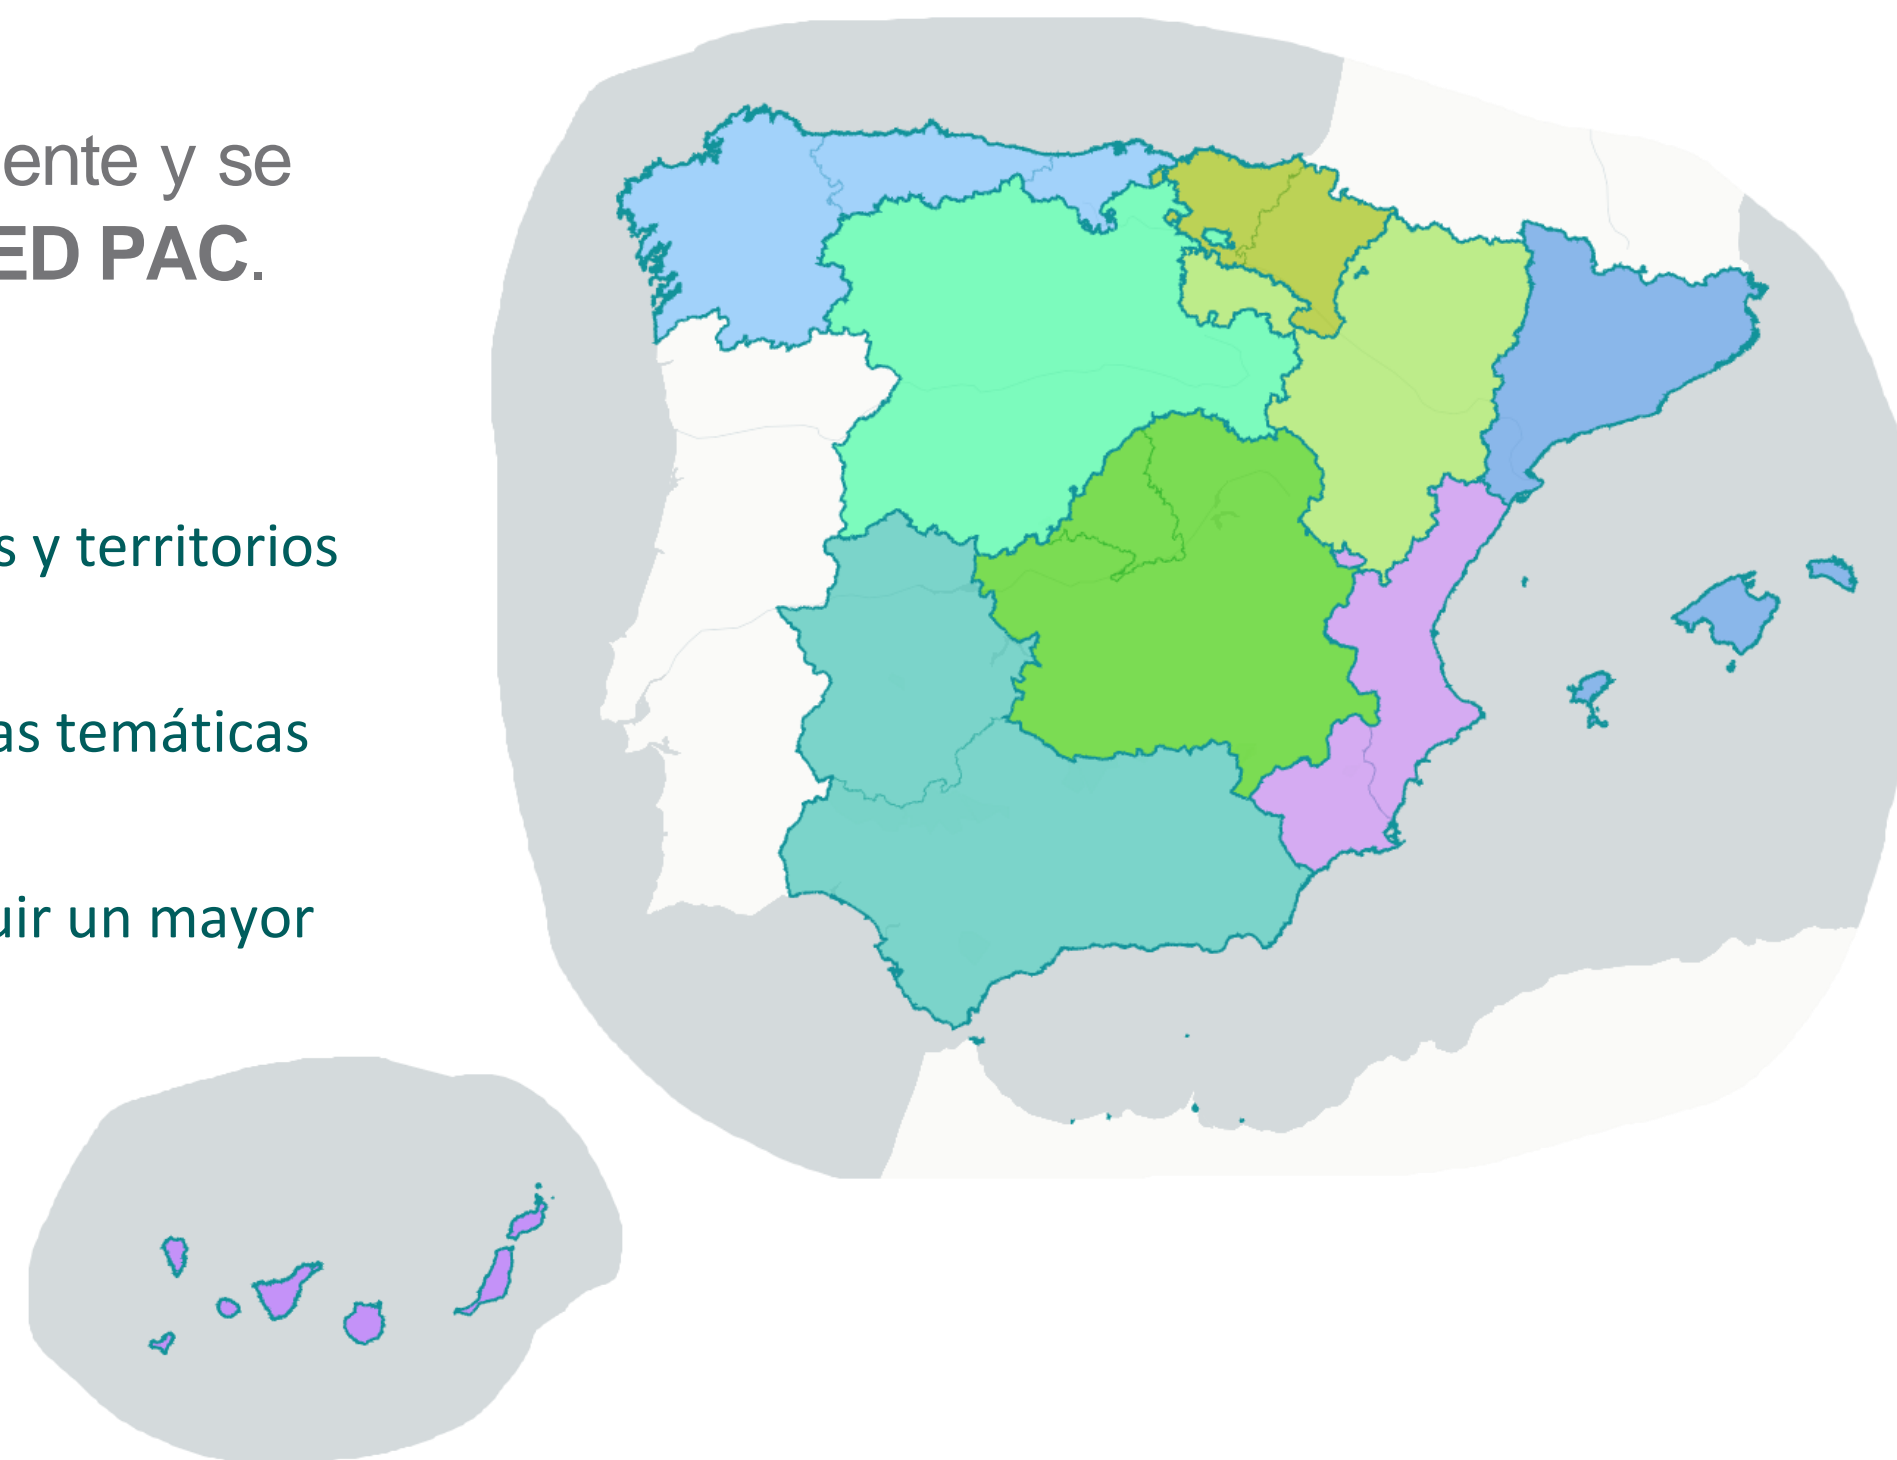 ente y se
ED PAC.
s y territorios
as temáticas
uir un mayor